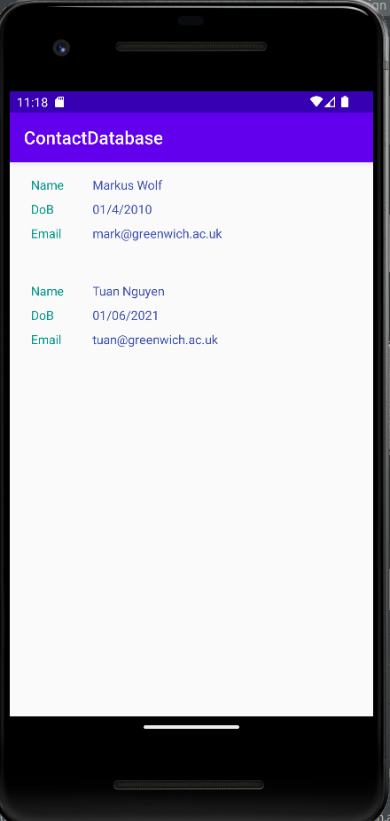 11:18
ContactDatabase
Name Markus Wolf
DoB 01/4/2010
Email mark@greenwich.ac.uk
Name Tuan Nguyen
DoB 01/06/2021
Email tuan@greenwich.ac.uk